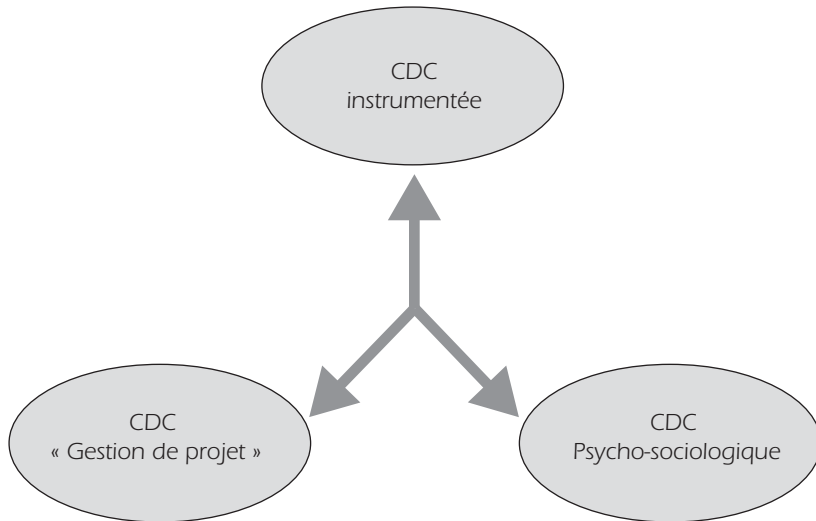 CDC
instrumentée
CDC
« Gestion de projet »
CDC
Psycho-sociologique